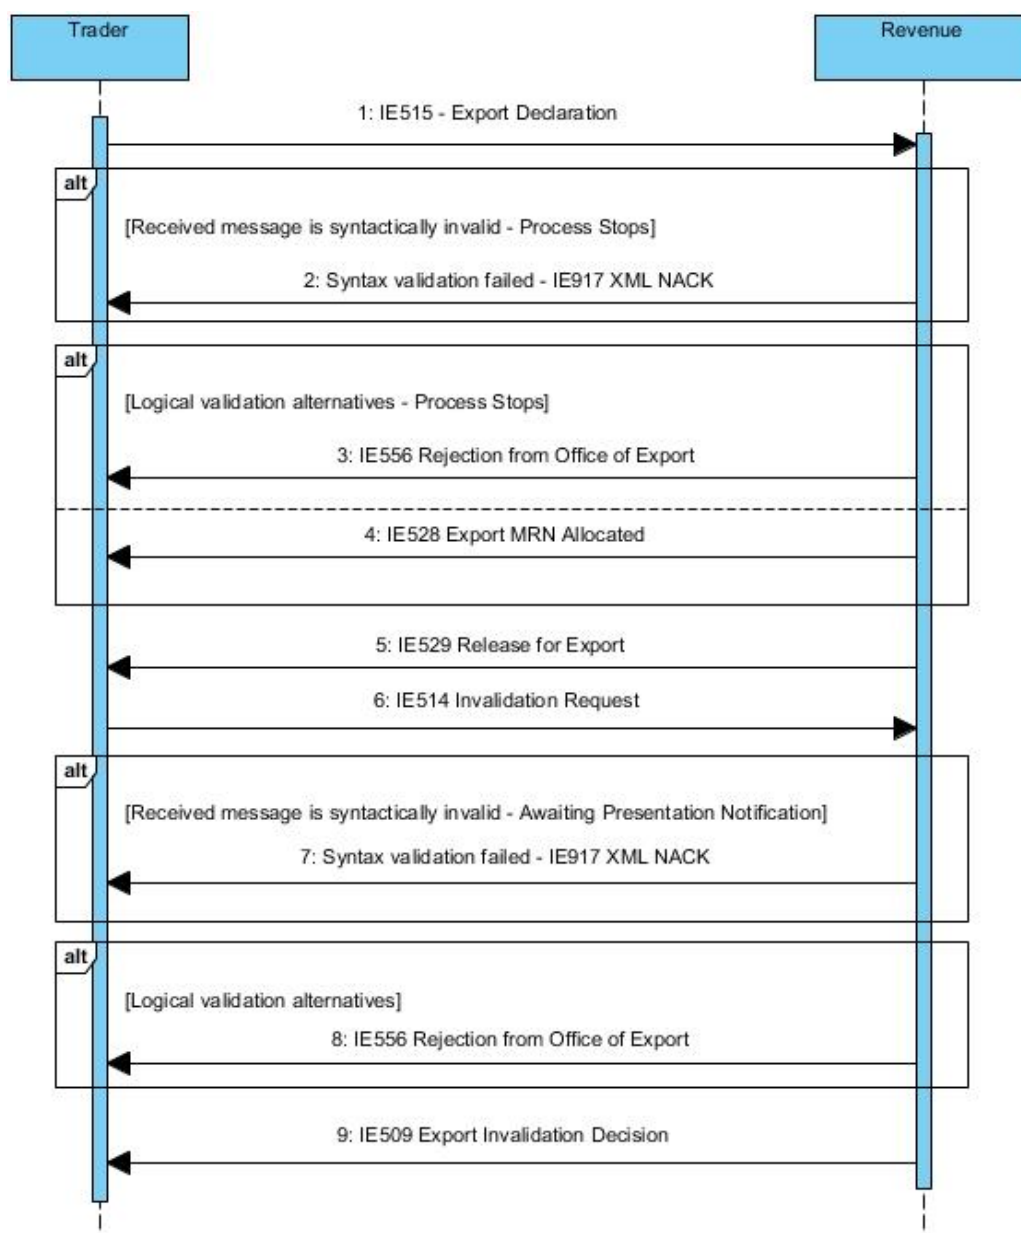 Trader
Revenue
1: IE515 - Export Declaration
alt
[Received message is syntactically invalid - Process Stops]
2: Syntax validation failed - IE917 XML NACK
alt
[Logical validation alternatives - Process Stops]
3: IE556 Rejection from Office of Export
4: IE528 Export MRN Allocated
5: IE529 Release for Export
6: IE514 Invalidation Request
alt
[Received message is syntactically invalid - Awaiting Presentation Notification]
7: Syntax validation failed - IE917 XML NACK
alt
[Logical validation alternatives]
8: IE556 Rejection from Office of Export
9: IE509 Export Invalidation Decision